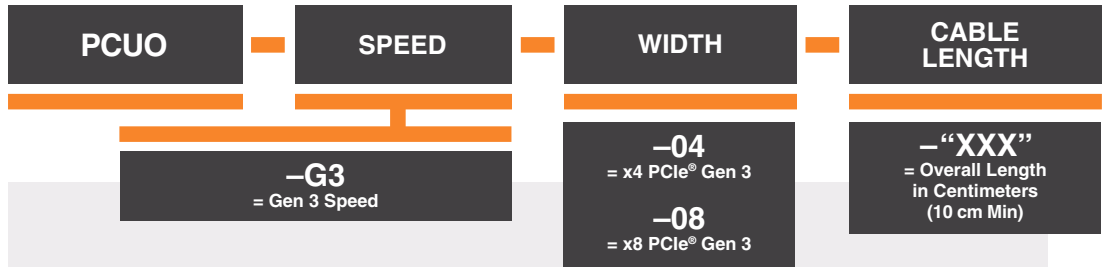 PCUO
SPEED
WIDTH
CABLE
LENGTH
–G3
= Gen 3 Speed
–04
= x4 PCIe® Gen 3
–08
= x8 PCIe® Gen 3
–“XXX”
= Overall Length
in Centimeters
(10 cm Min)